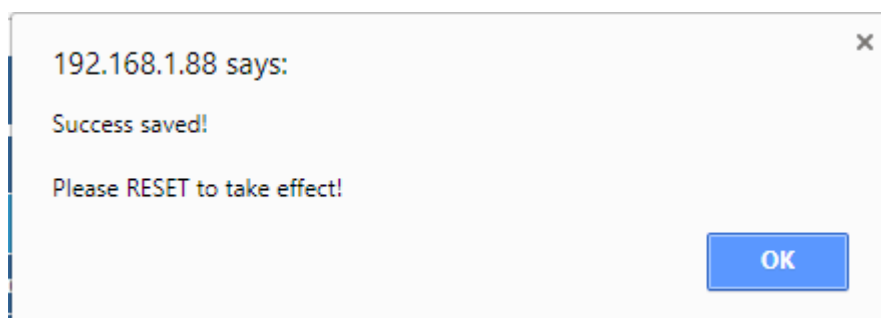 192.168.1.88 says:
Success saved!
Please RESET to take effect!
OK